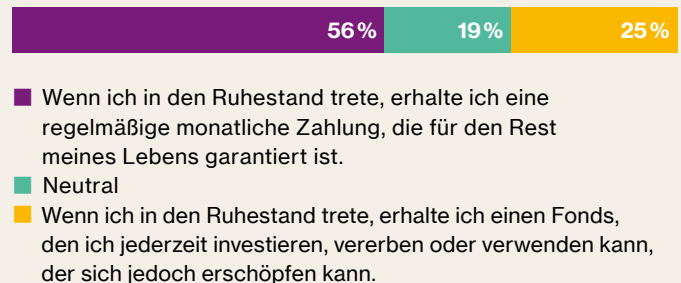 56 % 19 % 25 %
Wenn ich in den Ruhestand trete, erhalte ich eine
regelmäßige monatliche Zahlung, die für den Rest
meines Lebens garantiert ist.
Neutral
Wenn ich in den Ruhestand trete, erhalte ich einen Fonds,
den ich jederzeit investieren, vererben oder verwenden kann,
der sich jedoch erschöpfen kann.